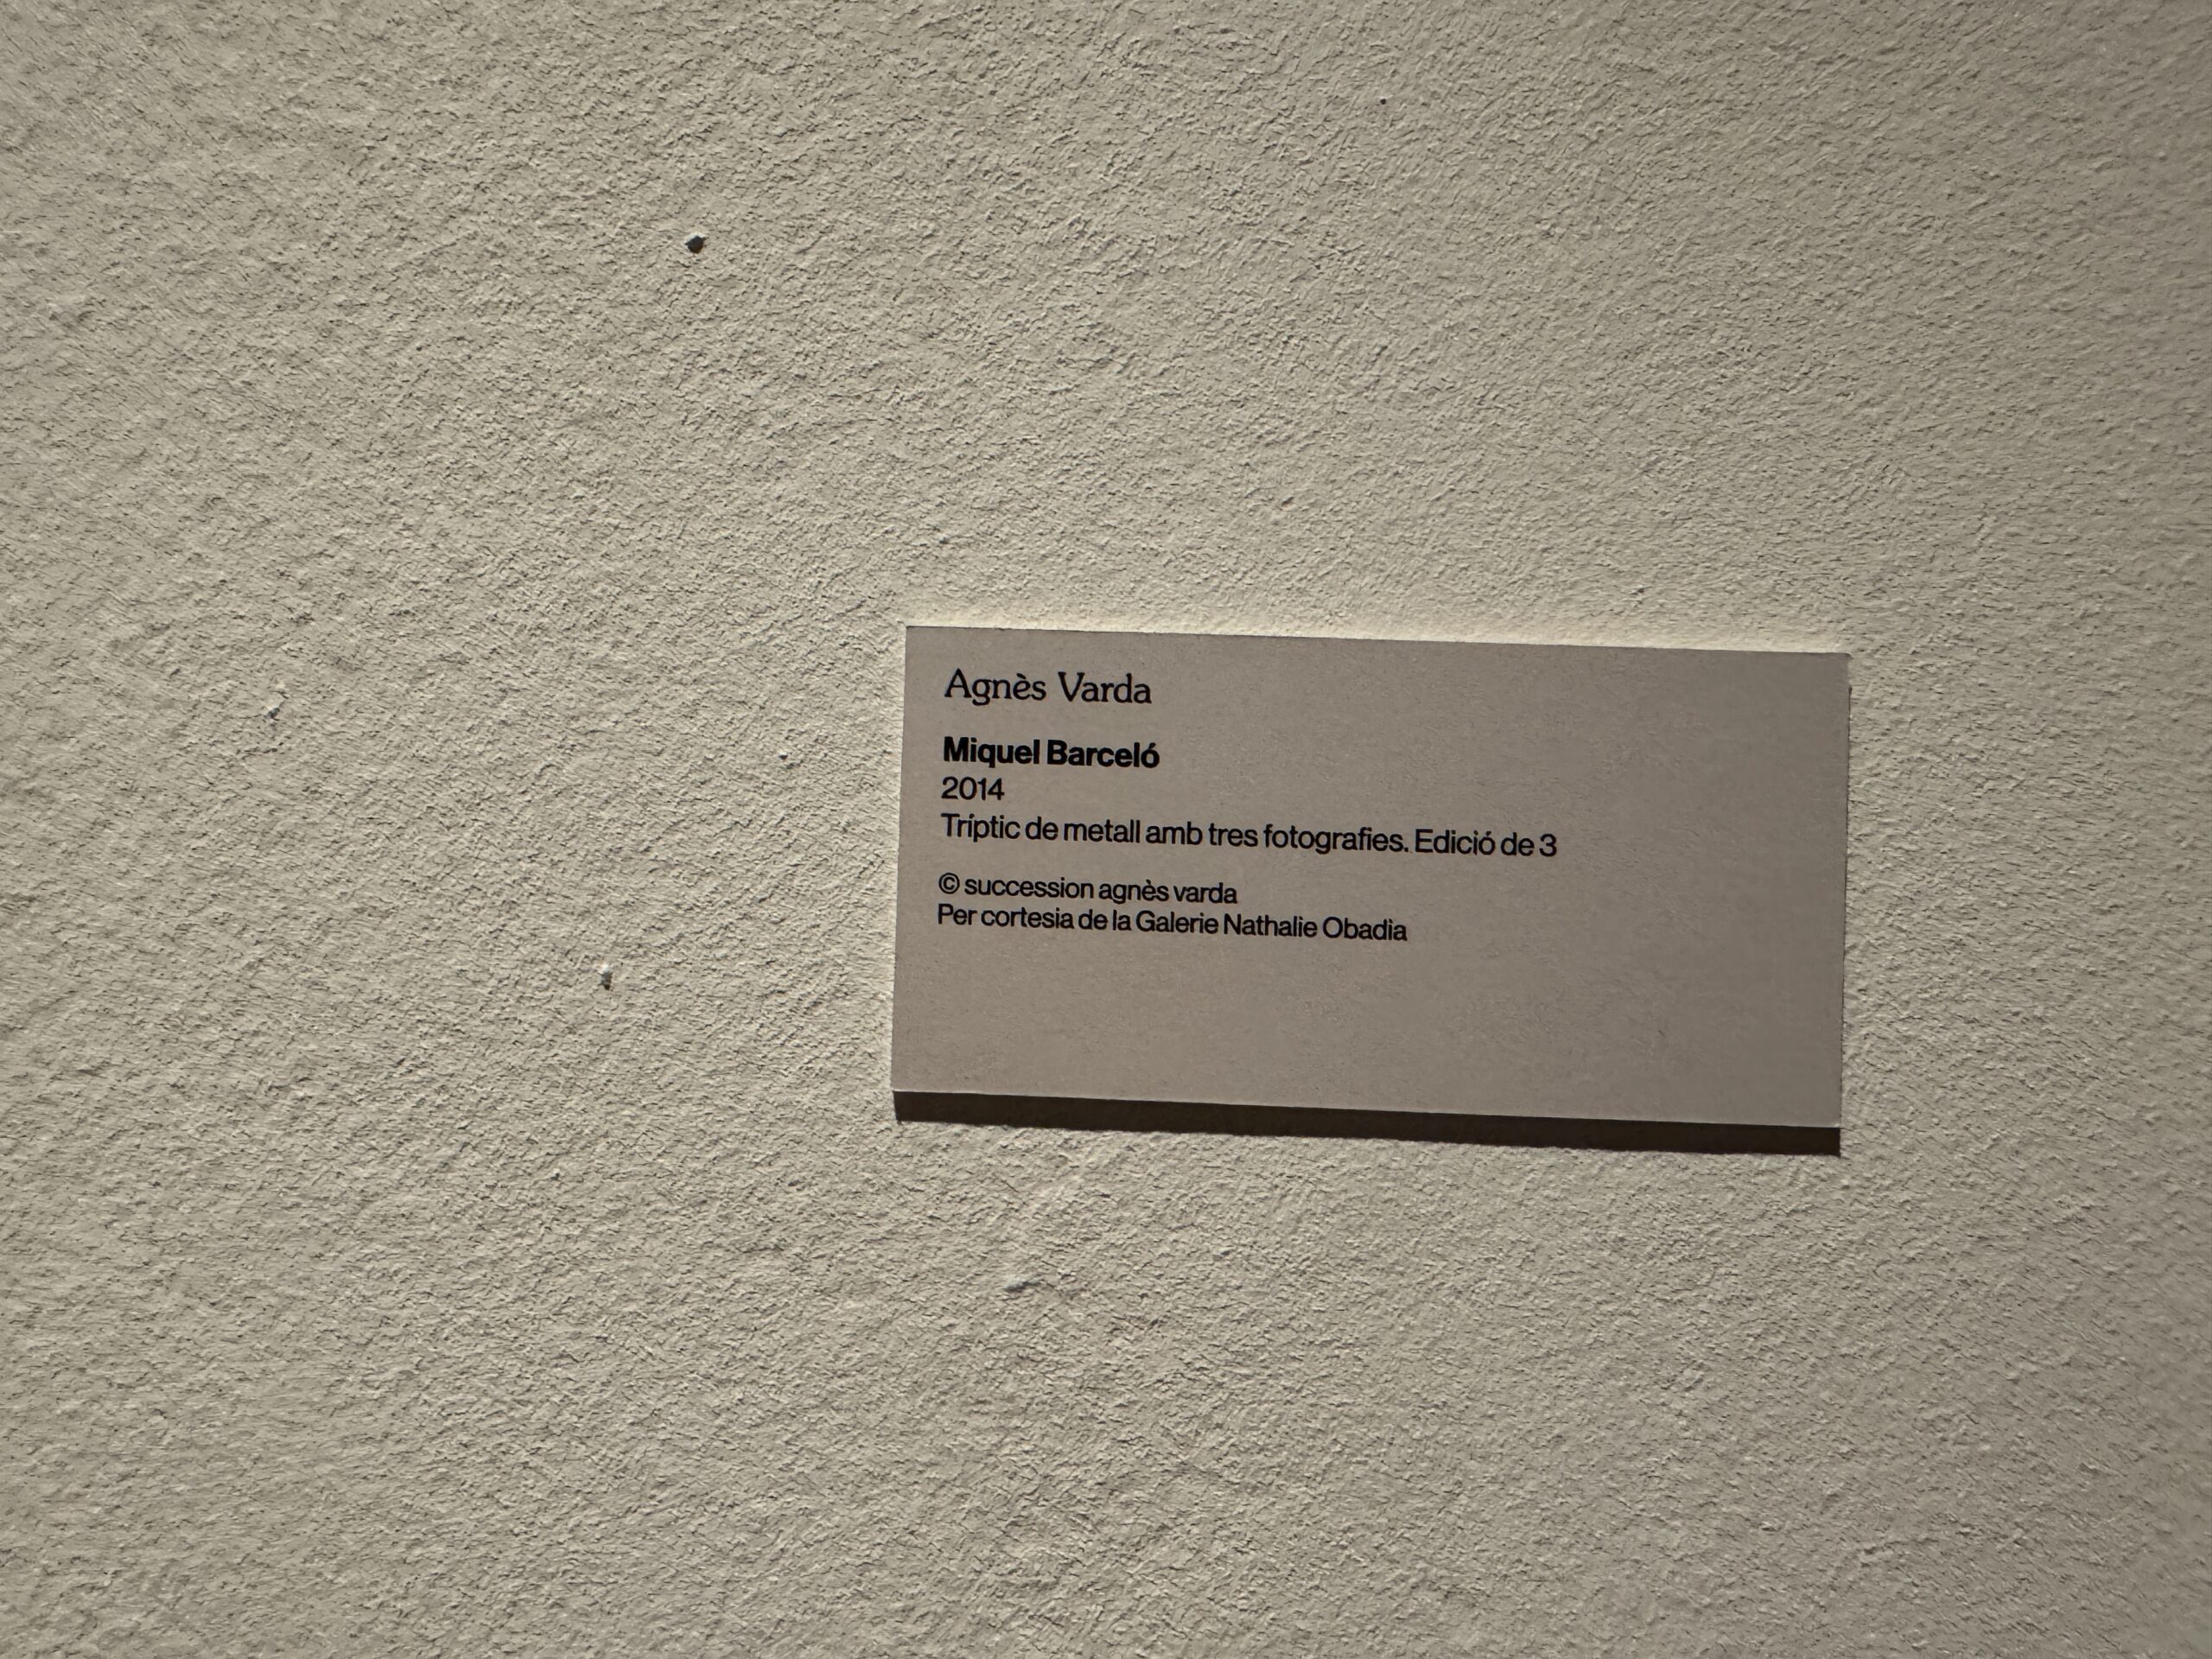 Agnès Varda
Miquel Barceló
2014
Tríptic de metall amb tres fotografies. Edició de 3
© succession agnès varda
Per cortesia de la Galerie Nathalie Obadia